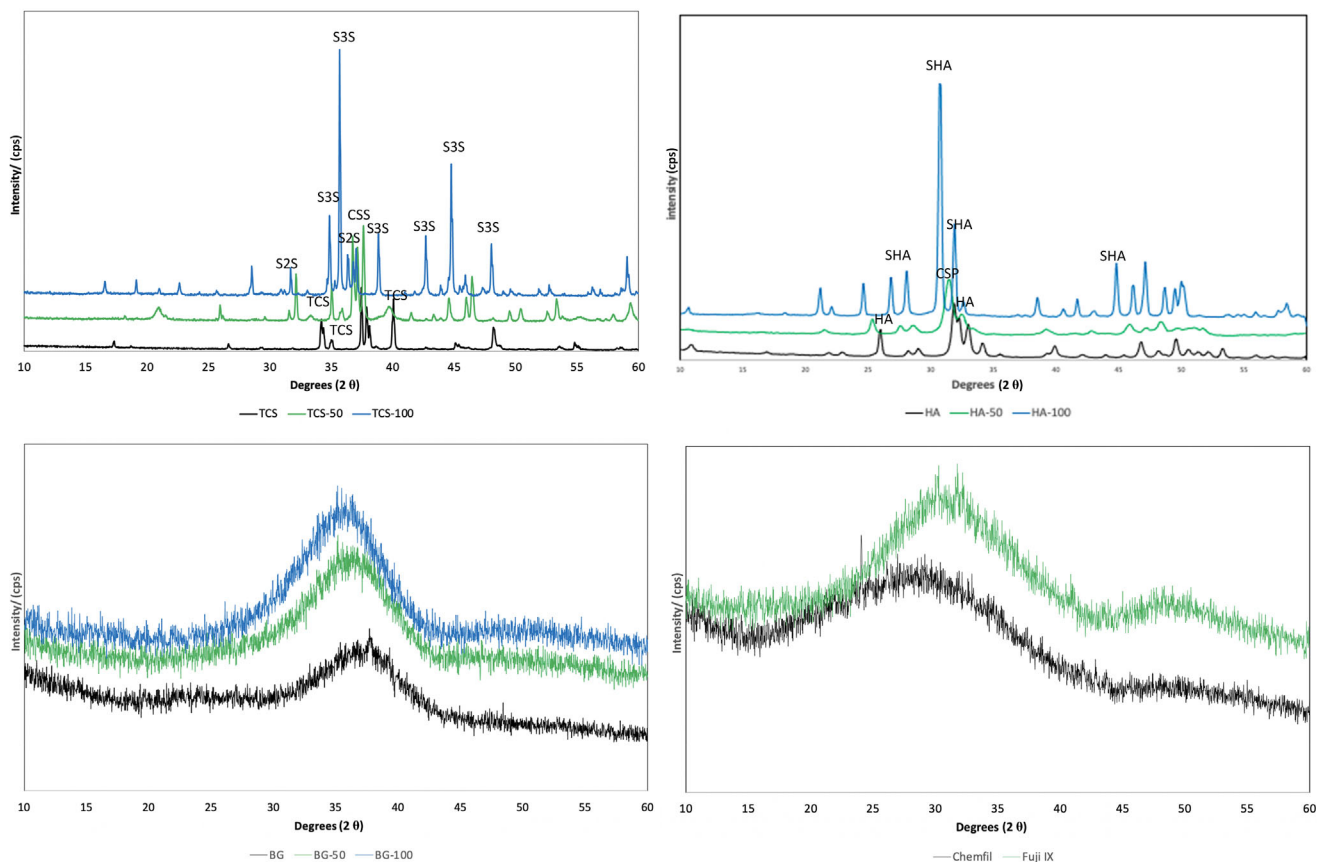 Intensity/ (cps)
S3S
S3S
S3S
CSS
S2S
S3S
S3S
S3S
S2S
TCS
TCS
TCS
10 15 20 25 30 35 40 45 50 55 60
Degrees (2 θ)
TCS TCS-50 TCS-100
intensity (cps)
SHA
SHA
SHA
SHA
CSP
HA
HA
10 15 20 25 30 35 40 45 50 55 60
Degrees (2 θ)
HA HA-50 HA-100
Intensity/ (cps)
10 15 20 25 30 35 40 45 50 55 60
Degrees (2 θ)
BG BG-50 BG-100
Intensity/ (cps)
10 20 25 30 35 40 45 50 55 60
Degrees (2 θ)
Chemfil Fuji IX